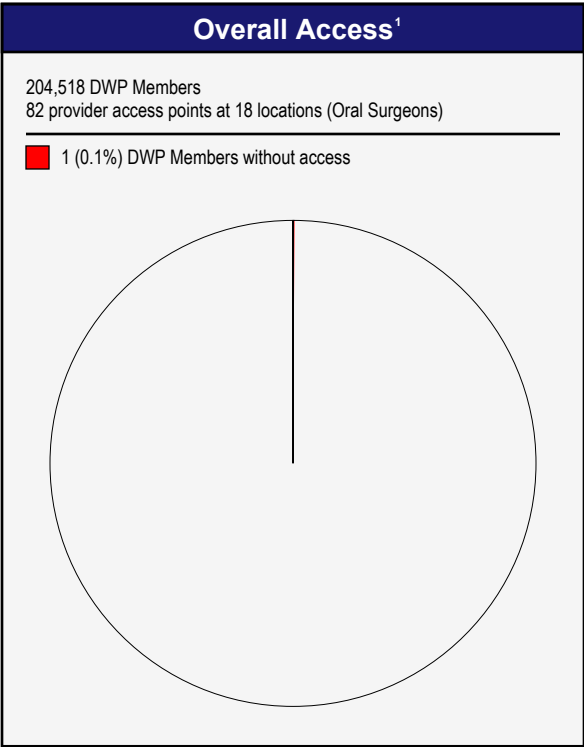 Overall Access¹
204,518 DWP Members
82 provider access points at 18 locations (Oral Surgeons)
1 (0.1%) DWP Members without access